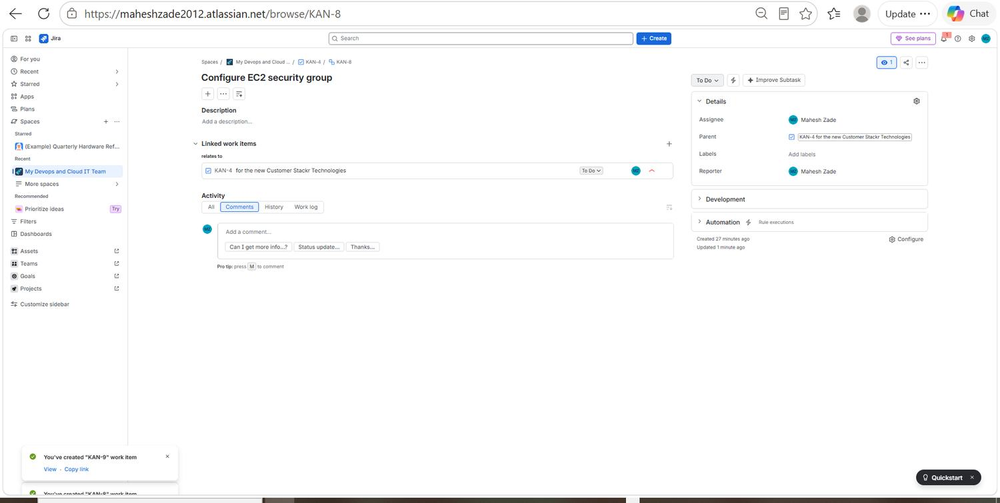 https://maheshzade2012.atlassian.net/browse/KAN-8
Update
Chat
Jira
Search
+ Create
See plans
1
MZ
For you
Recent
Starred
Apps
Plans
Spaces
Starred
(Example) Quarterly Hardware Ref...
Recent
My Devops and Cloud IT Team
More spaces
Recommended
Prioritize ideas
Try
Filters
Dashboards
Assets
Teams
Goals
Projects
Customize sidebar
Spaces / My Devops and Cloud ... / KAN-4 / KAN-8
Configure EC2 security group
Description
Add a description...
Linked work items
relates to
KAN-4 for the new Customer Stackr Technologies
To Do
MZ
Activity
All
Comments
History
Work log
MZ
Add a comment...
Can I get more info...?
Status update...
Thanks...
Pro tip: press M to comment
1
To Do
Improve Subtask
Details
Assignee
MZ Mahesh Zade
Parent
KAN-4 for the new Customer Stackr Technologies
Labels
Add labels
Reporter
MZ Mahesh Zade
Development
Automation
Rule executions
Created 27 minutes ago
Updated 1 minute ago
Configure
You've created "KAN-9" work item
View · Copy link
You've created "KAN-8" work item
Quickstart